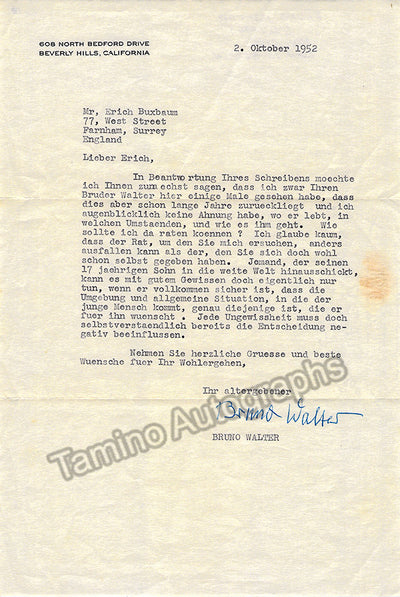 608 NORTH BEDFORD DRIVE
BEVERLY HILLS, CALIFORNIA
2. Oktober 1952
Mr, Erich Buxbaum
77, West Street
Farnham, Surrey
England
Lieber Erich,
In Beantwortung Ihres Schreibens moechte
ich Ihnen zum echst sagen, dass ich zwar Ihren
Bruder Walter hier einige Male gesehen habe, dass
dies aber schon lange Jahre zurueckliegt und ich
augenblicklich keine Ahnung habe, wo er lebt, in
welchen Umstaenden, und wie es ihm geht. Wie
sollte ich da raten koennen ? Ich glaube kaum,
dass der Rat, um den Sie mich ersuchen, anders
ausfallen kann als der, den Sie sich doch wohl
schon selbst gegeben haben. Jemand, der seinen
17 jaehrigen Sohn in die weite Welt hinausschickt,
kann es mit gutem Gewissen doch eigentlich nur
tun, wenn er vollkommen sicher ist, dass die
Umgebung und allgemeine Situation, in die der
junge Mensch kommt, genau diejenige ist, die er
fuer ihn wuenscht . Jede Ungewissheit muss doch
selbstverstaendlich bereits die Entscheidung ne-
gativ beeinflussen.
Nehmen Sie herzliche Gruesse und beste
Wuensche fuer Ihr Wohlergehen,
Ihr altergebener
Bruno Walter
BRUNO WALTER
Tamino Autographs